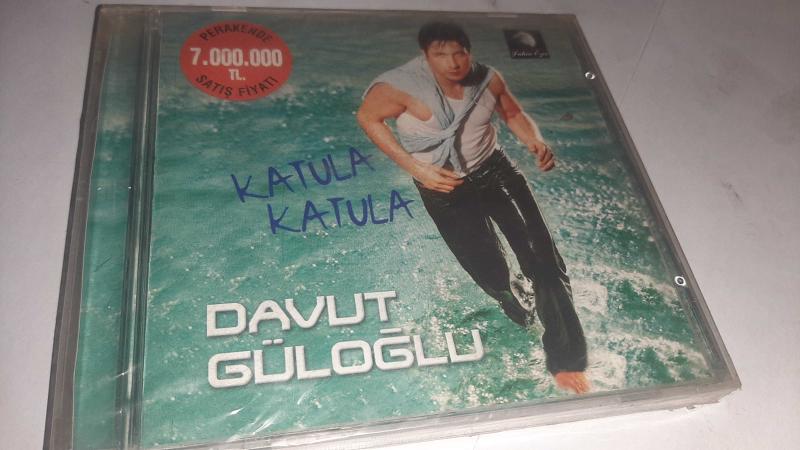 PERAKENDE
7.000.000
TL.
SATIŞ FİYATI
KATULA
KATULA
DAVUT
GÜLOĞLU